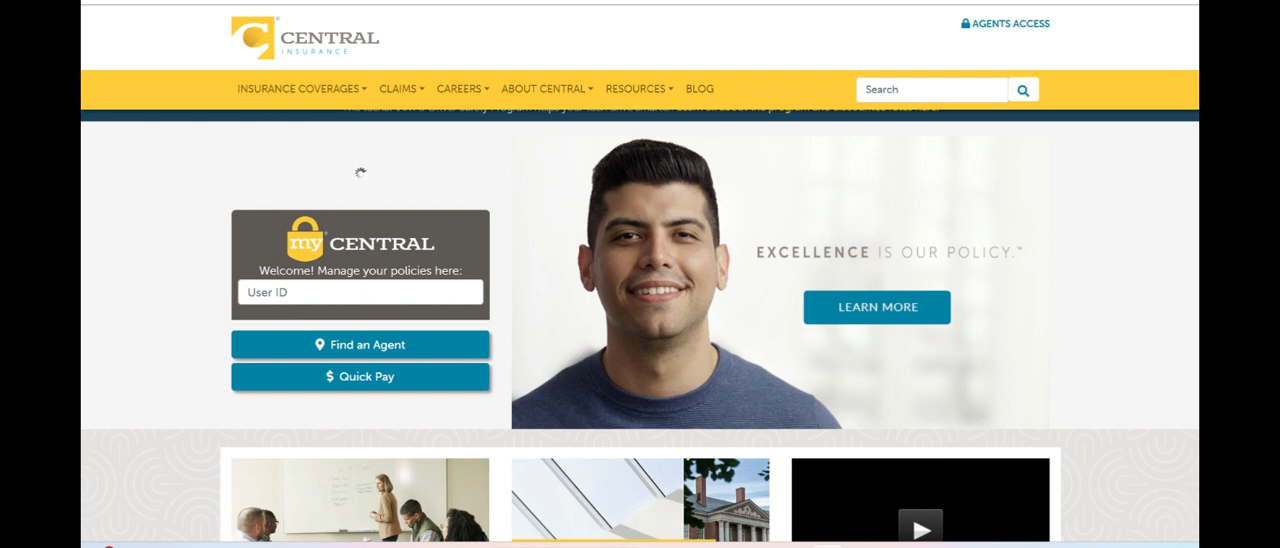 CENTRAL
INSURANCE
AGENTS ACCESS
INSURANCE COVERAGES CLAIMS CAREERS ABOUT CENTRAL RESOURCES BLOG
Search
my CENTRAL
Welcome! Manage your policies here:
User ID
Find an Agent
$ Quick Pay
EXCELLENCE IS OUR POLICY.™
LEARN MORE